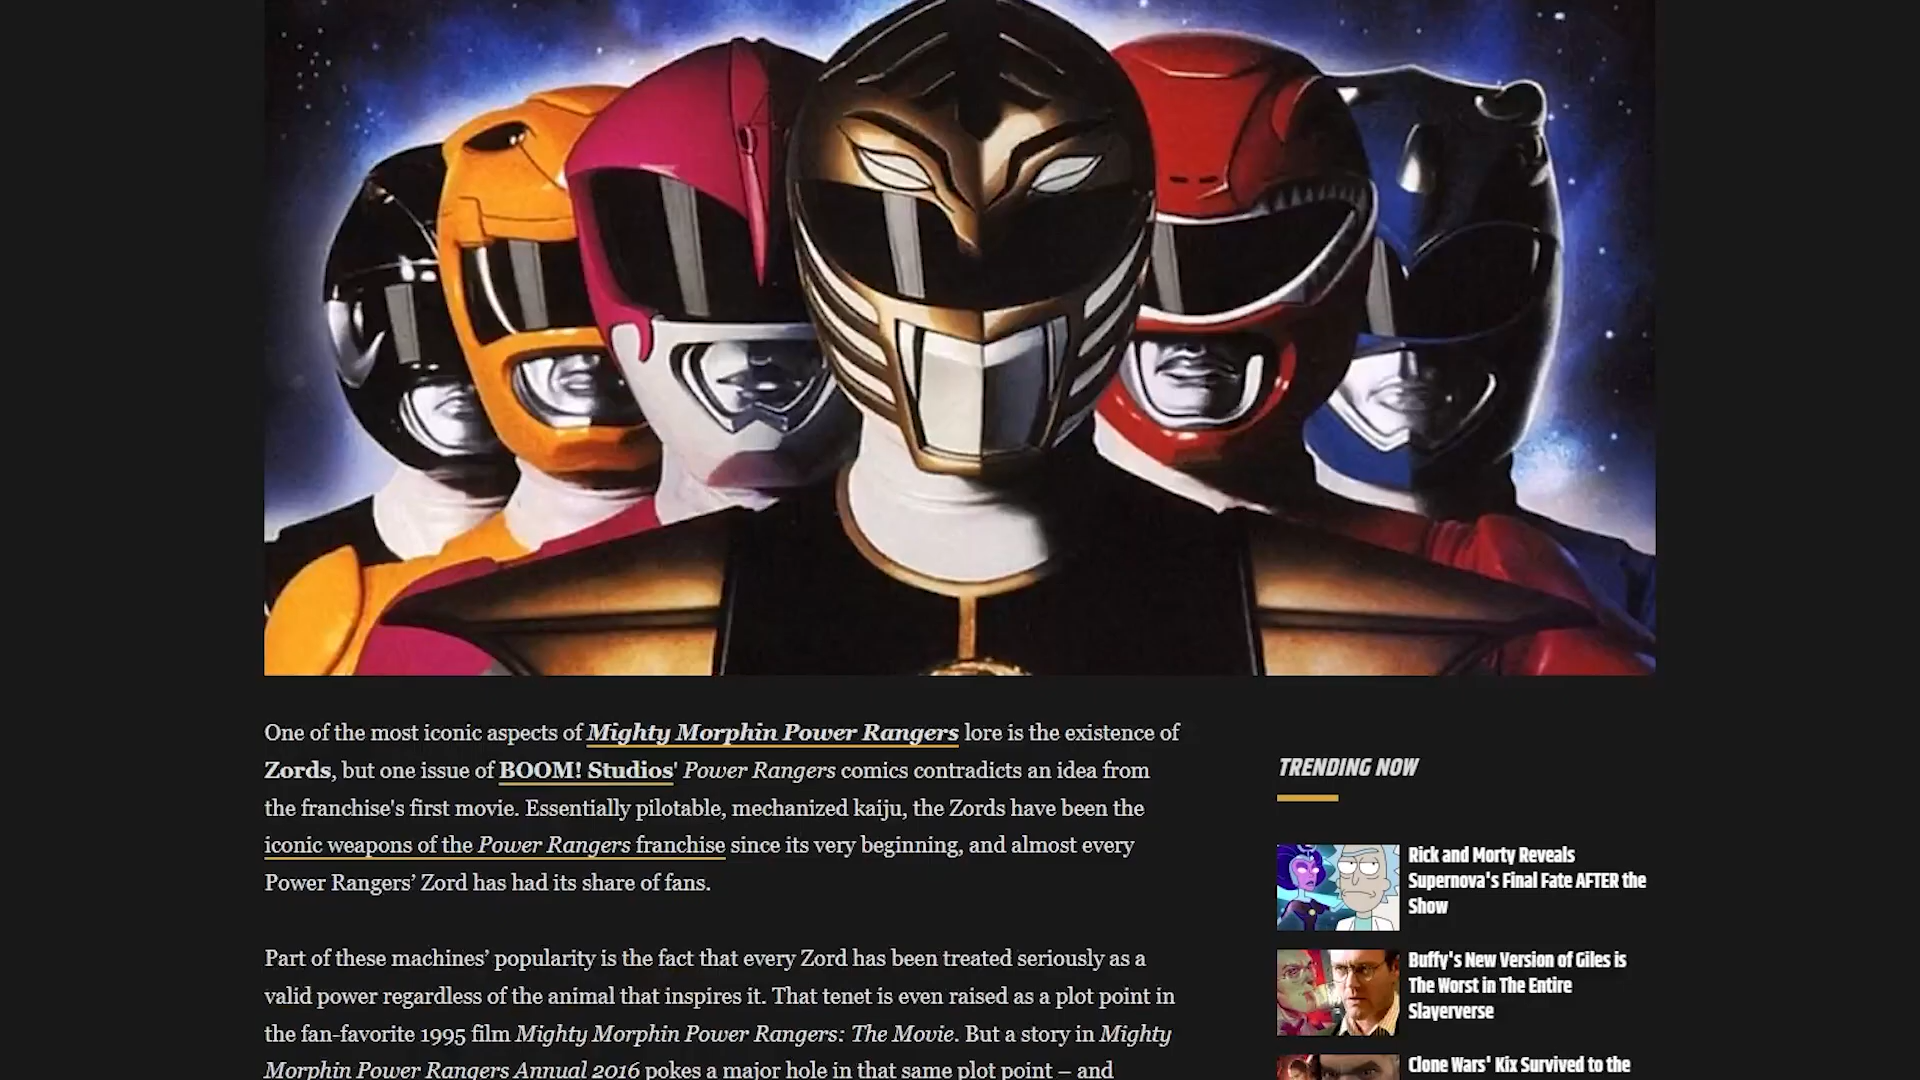 One of the most iconic aspects of Mighty Morphin Power Rangers lore is the existence of
Zords, but one issue of BOOM! Studios' Power Rangers comics contradicts an idea from
the franchise's first movie. Essentially pilotable, mechanized kaiju, the Zords have been the
iconic weapons of the Power Rangers franchise since its very beginning, and almost every
Power Rangers’ Zord has had its share of fans.
Part of these machines’ popularity is the fact that every Zord has been treated seriously as a
valid power regardless of the animal that inspires it. That tenet is even raised as a plot point in
the fan-favorite 1995 film Mighty Morphin Power Rangers: The Movie. But a story in Mighty
Morphin Power Rangers Annual 2016 pokes a major hole in that same plot point – and
TRENDING NOW
Rick and Morty Reveals
Supernova's Final Fate AFTER the
Show
Buffy's New Version of Giles is
The Worst in The Entire
Slayerverse
Clone Wars' Kix Survived to the